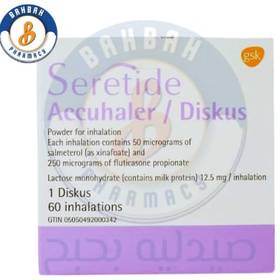 BAHBAH
PHARMACY
B
gsk
Seretide
Accuhaler / Diskus
Powder for inhalation
Each inhalation contains 50 micrograms of
salmeterol (as xinafoate) and
250 micrograms of fluticasone propionate
Lactose monohydrate (contains milk protein) 12.5 mg / inhalation
1 Diskus
60 inhalations
GTIN 05050492000342
BAHBAH
PHARMACY
صيدلية بحبح